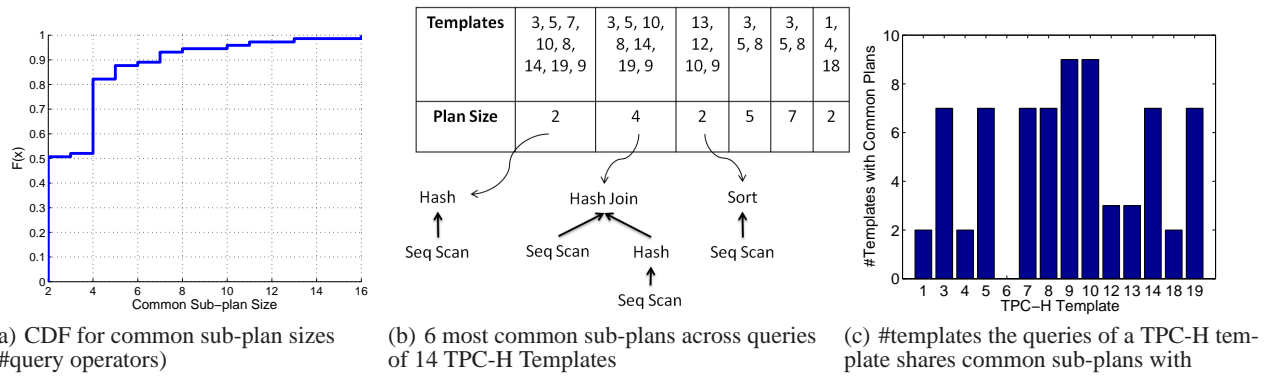 1
0.9
0.8
0.7
0.6
0.5
0.4
0.3
0.2
0.1
0
F(x)
2 4 6 8 10 12 14 16
Common Sub−plan Size
a) CDF for common sub-plan sizes
#query operators)
Templates 3, 5, 7, 10, 8, 14, 19, 9 3, 5, 10, 8, 14, 19, 9 13, 12, 10, 9 3, 5, 8 3, 5, 8 1, 4, 18
Plan Size 2 4 2 5 7 2
Hash Hash Join Sort
Seq Scan Seq Scan Hash Seq Scan
Seq Scan
(b) 6 most common sub-plans across queries
of 14 TPC-H Templates
10
8
6
4
2
0
#Templates with Common Plans
1 3 4 5 6 7 8 9 10 12 13 14 18 19
TPC−H Template
(c) #templates the queries of a TPC-H tem-
plate shares common sub-plans with